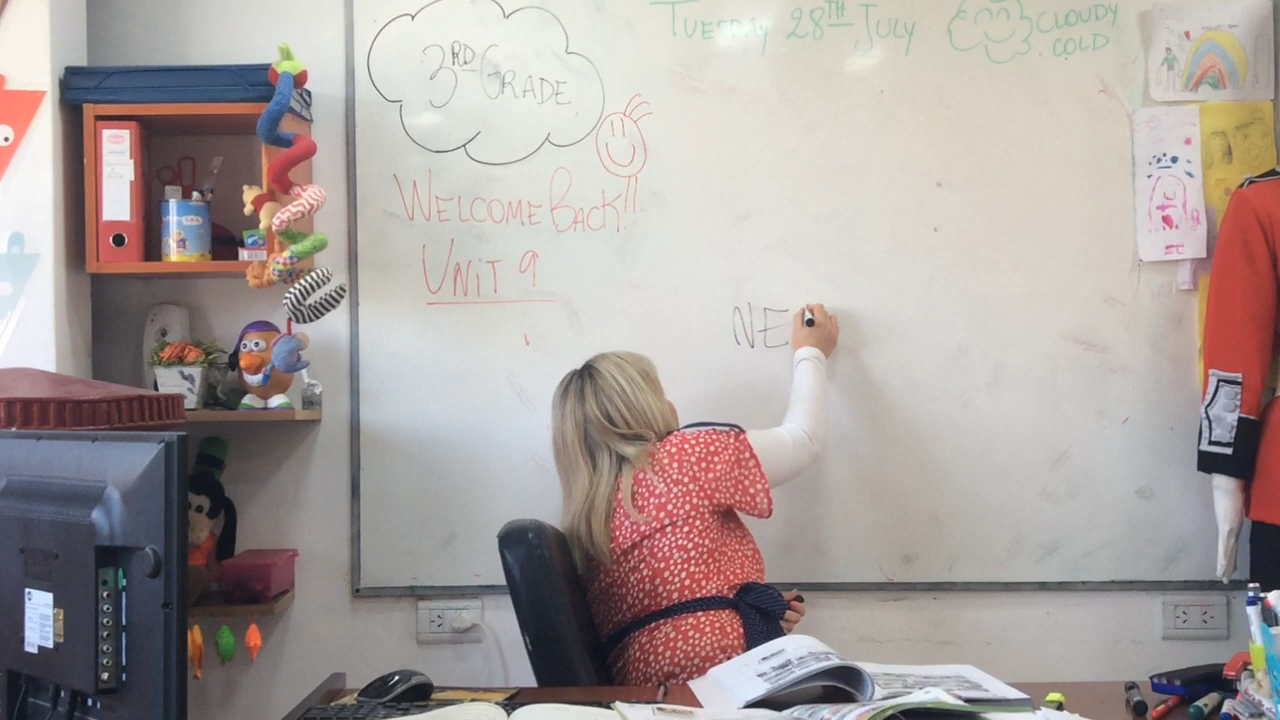 3RD GRADE
TUESDAY 28TH JULY
CLOUDY
COLD
WELCOME BACK!!
UNIT 9
NE